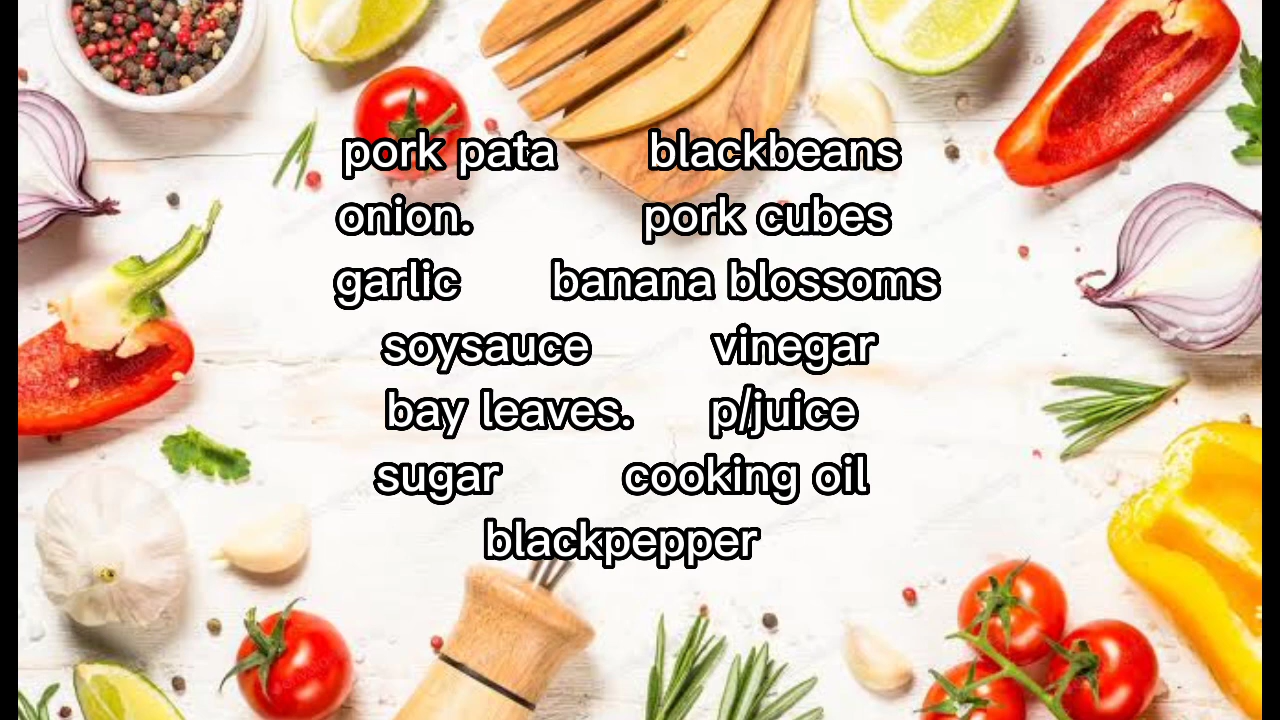 pork pata blackbeans
onion. pork cubes
garlic banana blossoms
soysauce vinegar
bay leaves. p/juice
sugar cooking oil
blackpepper